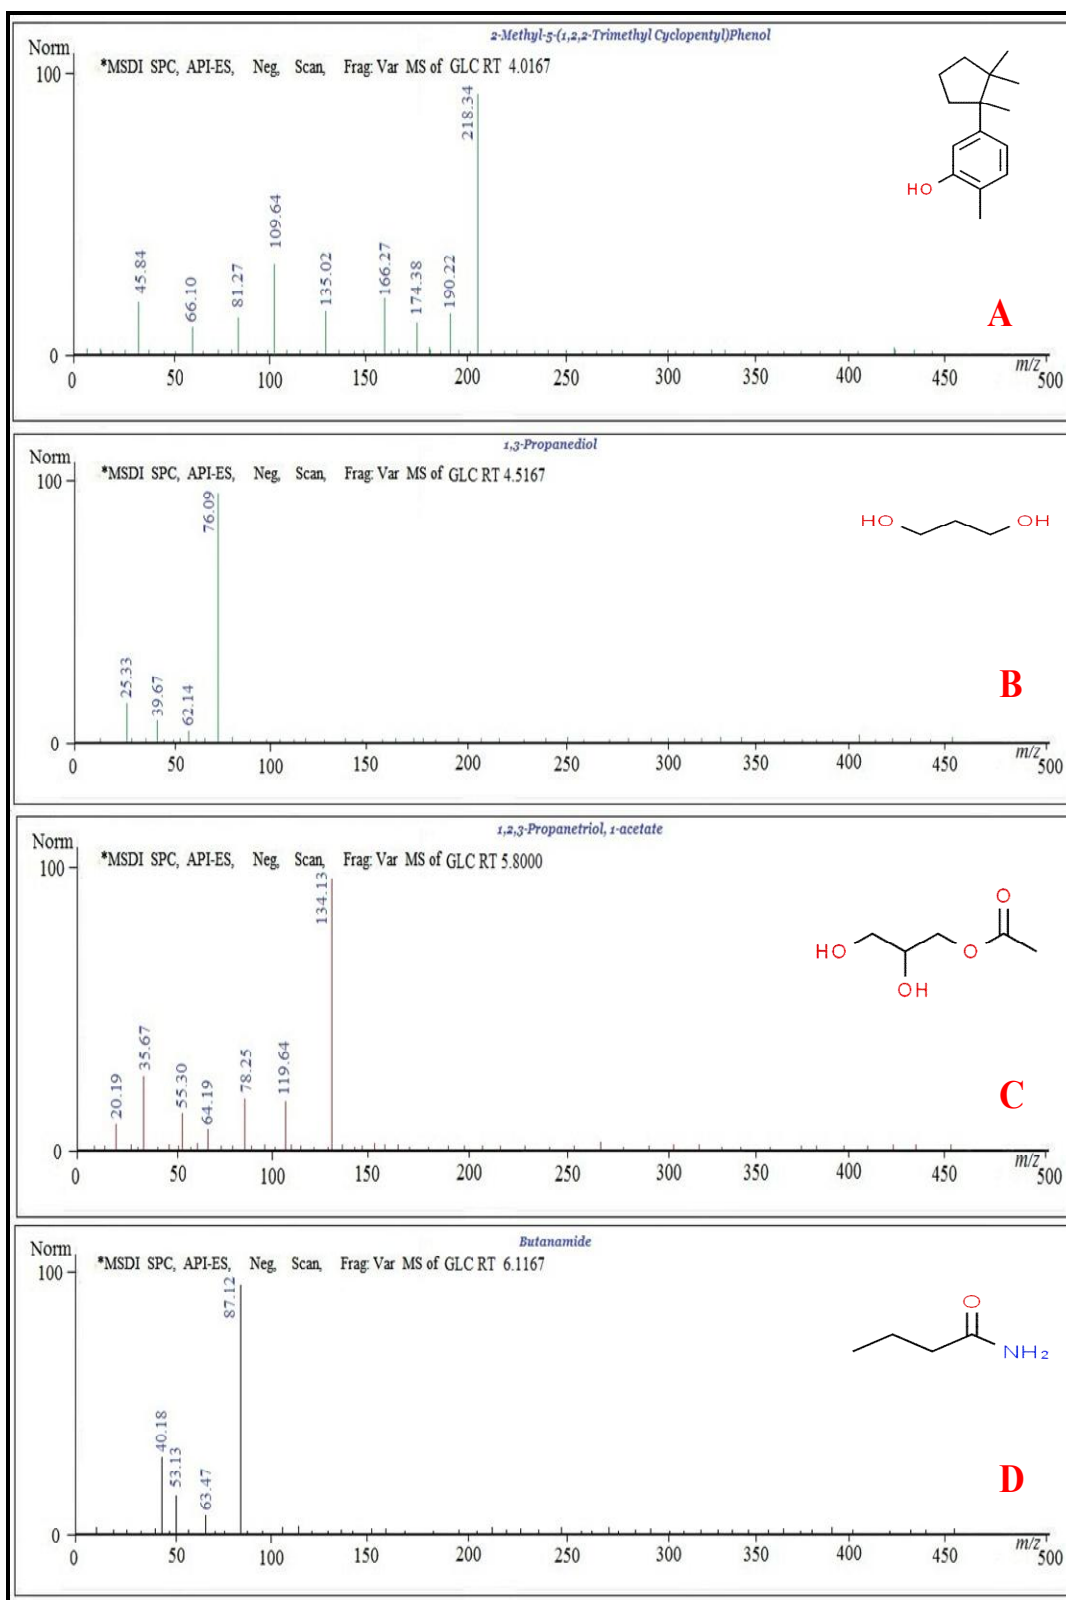 2-Methyl-5-(1,2,2-Trimethyl Cyclopentyl)Phenol
Norm
*MSDI SPC, API-ES, Neg, Scan, Frag: Var MS of GLC RT 4.0167
100
45.84
66.10
81.27
109.64
135.02
166.27
174.38
190.22
218.34
HO
A
0
m/z
0 50 100 150 200 250 300 350 400 450 500
1,3-Propanediol
Norm
*MSDI SPC, API-ES, Neg, Scan, Frag: Var MS of GLC RT 4.5167
100
25.33
39.67
62.14
76.09
HO OH
B
0
m/z
0 50 100 150 200 250 300 350 400 450 500
1,2,3-Propanetriol, 1-acetate
Norm
*MSDI SPC, API-ES, Neg, Scan, Frag: Var MS of GLC RT 5.8000
100
20.19
35.67
55.30
64.19
78.25
119.64
134.13
O
HO O
OH
C
0
m/z
0 50 100 150 200 250 300 350 400 450 500
Butanamide
Norm
*MSDI SPC, API-ES, Neg, Scan, Frag: Var MS of GLC RT 6.1167
100
40.18
53.13
63.47
87.12
O
NH2
D
0
m/z
0 50 100 150 200 250 300 350 400 450 500